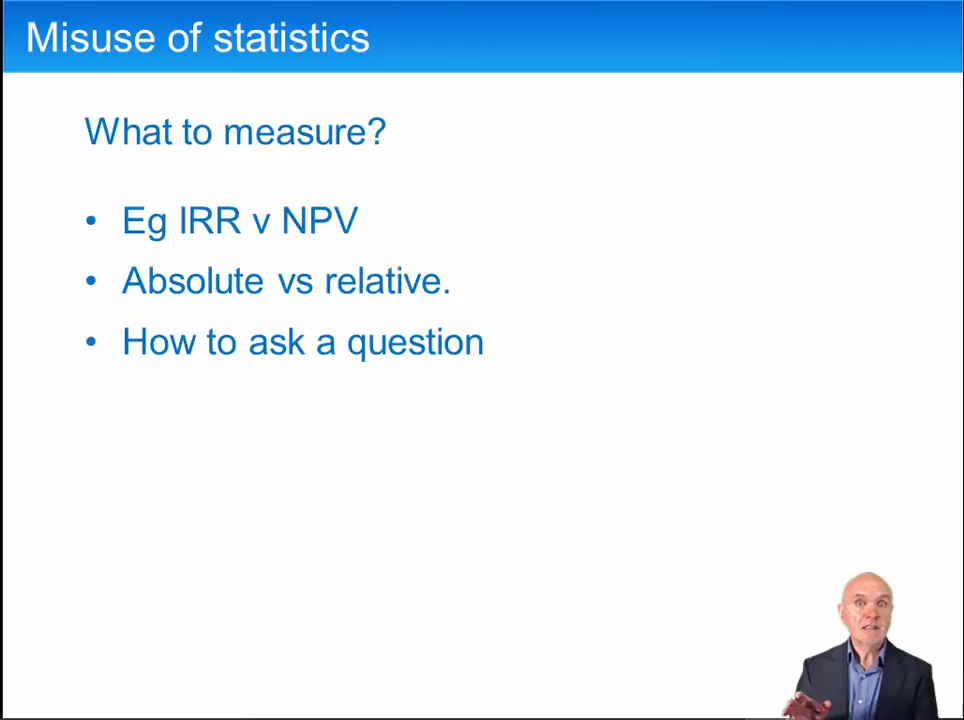 Misuse of statistics
What to measure?
• Eg IRR v NPV
• Absolute vs relative.
• How to ask a question